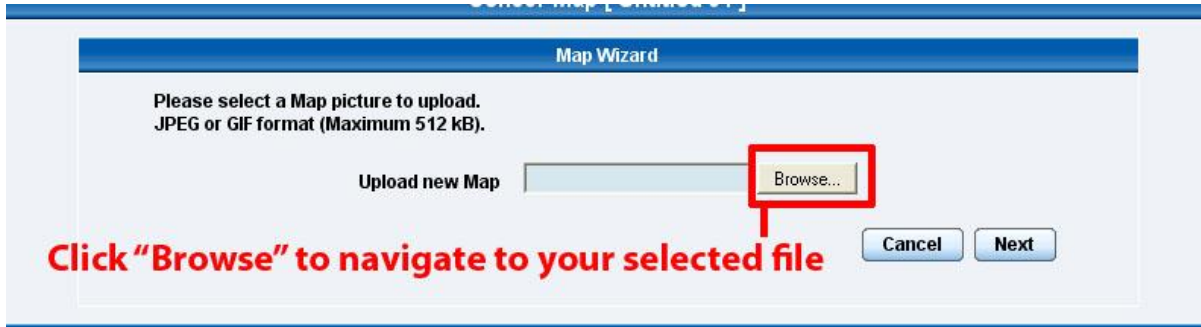 Map Wizard
Please select a Map picture to upload.
JPEG or GIF format (Maximum 512 kB).
Upload new Map Browse...
Cancel Next
Click “Browse” to navigate to your selected file